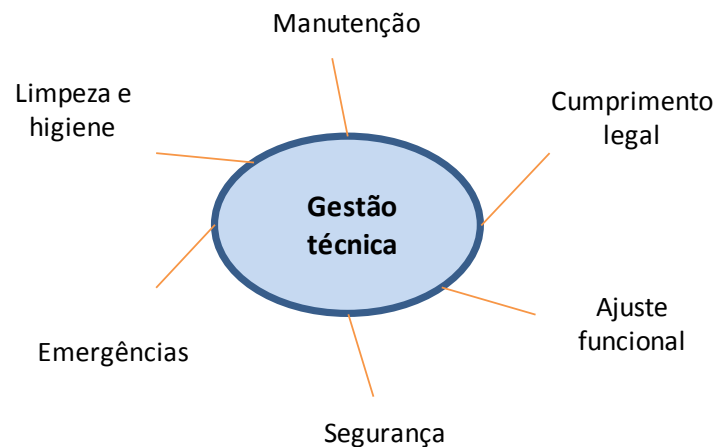 Manutenção
Limpeza e
higiene
Cumprimento
legal
Gestão
técnica
Ajuste
funcional
Emergências
Segurança